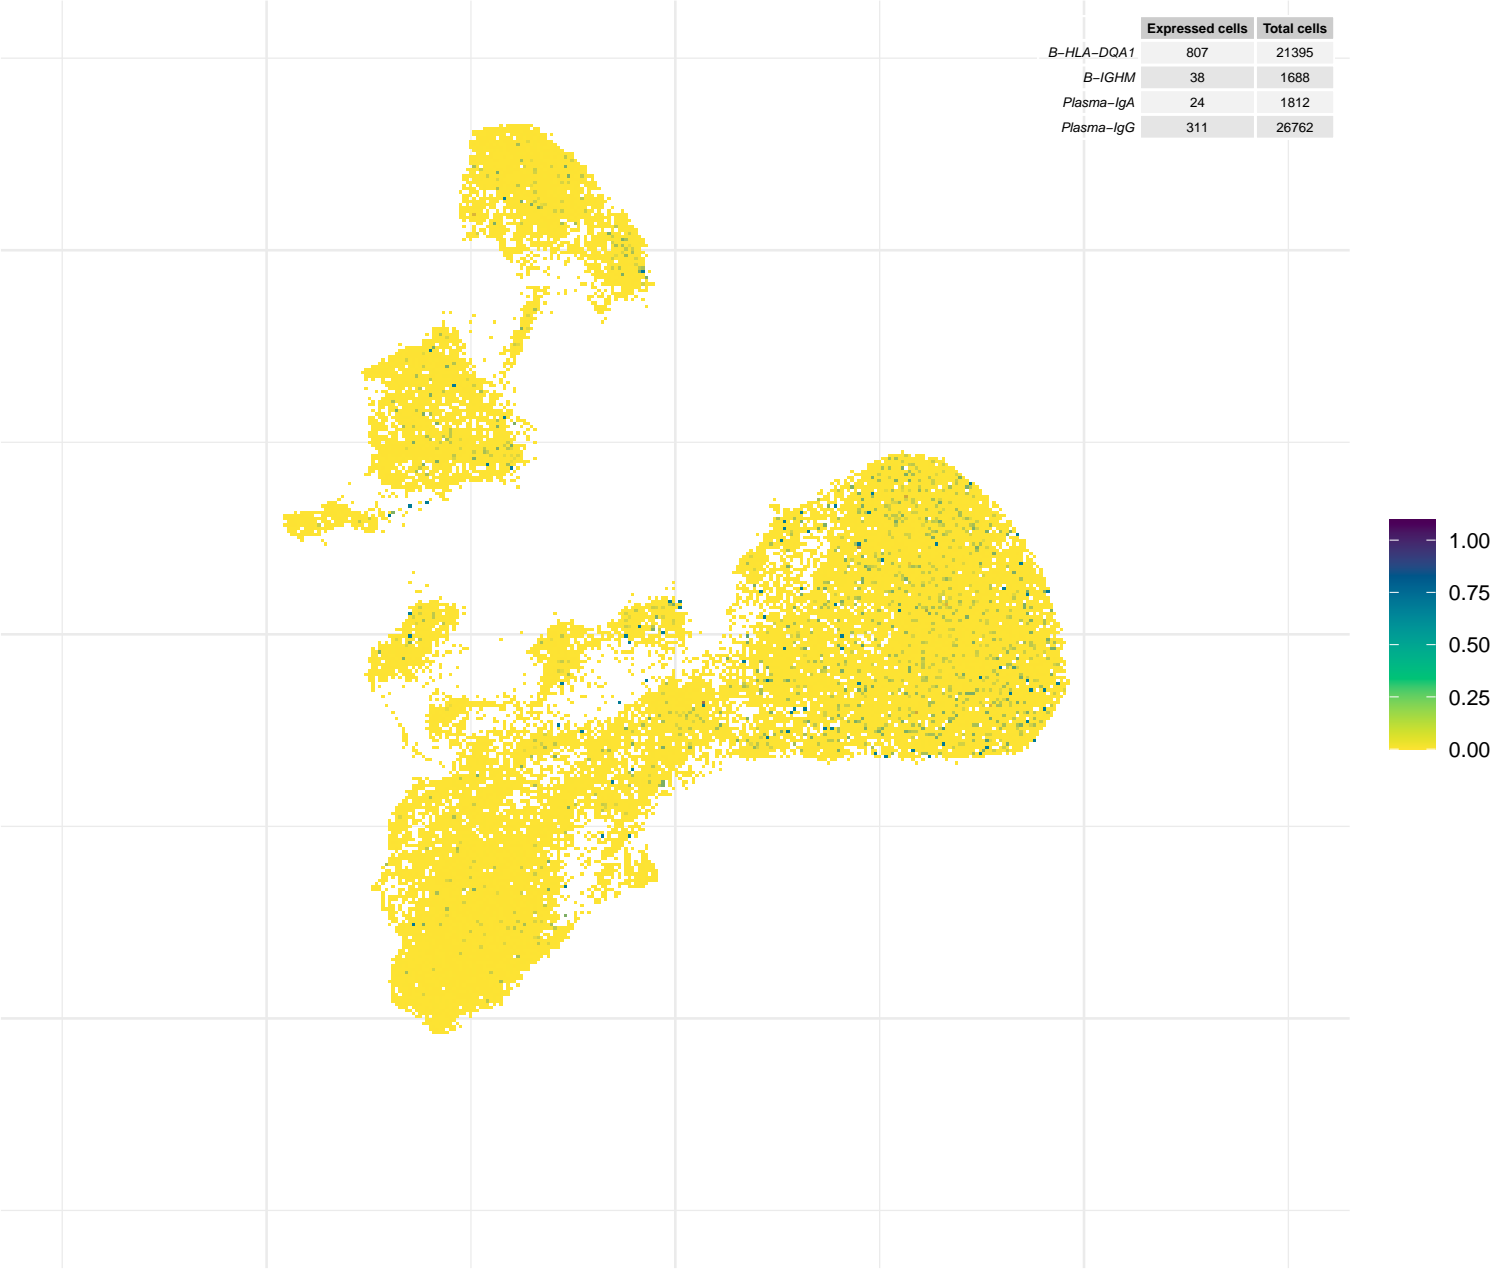 Expressed cells Total cells
B−HLA−DQA1 807 21395
B−IGHM 38 1688
Plasma−IgA 24 1812
Plasma−IgG 311 26762
1.00
0.75
0.50
0.25
0.00